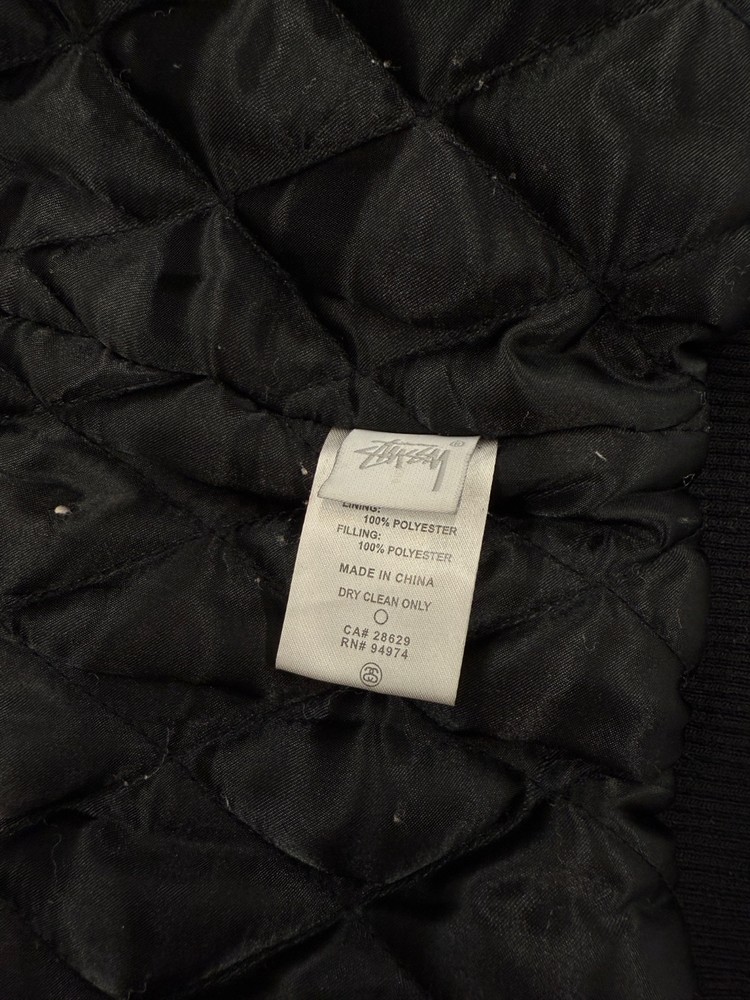 Stüssy ®
LINING:
100% POLYESTER
FILLING:
100% POLYESTER
MADE IN CHINA
DRY CLEAN ONLY
CA# 28629
RN# 94974